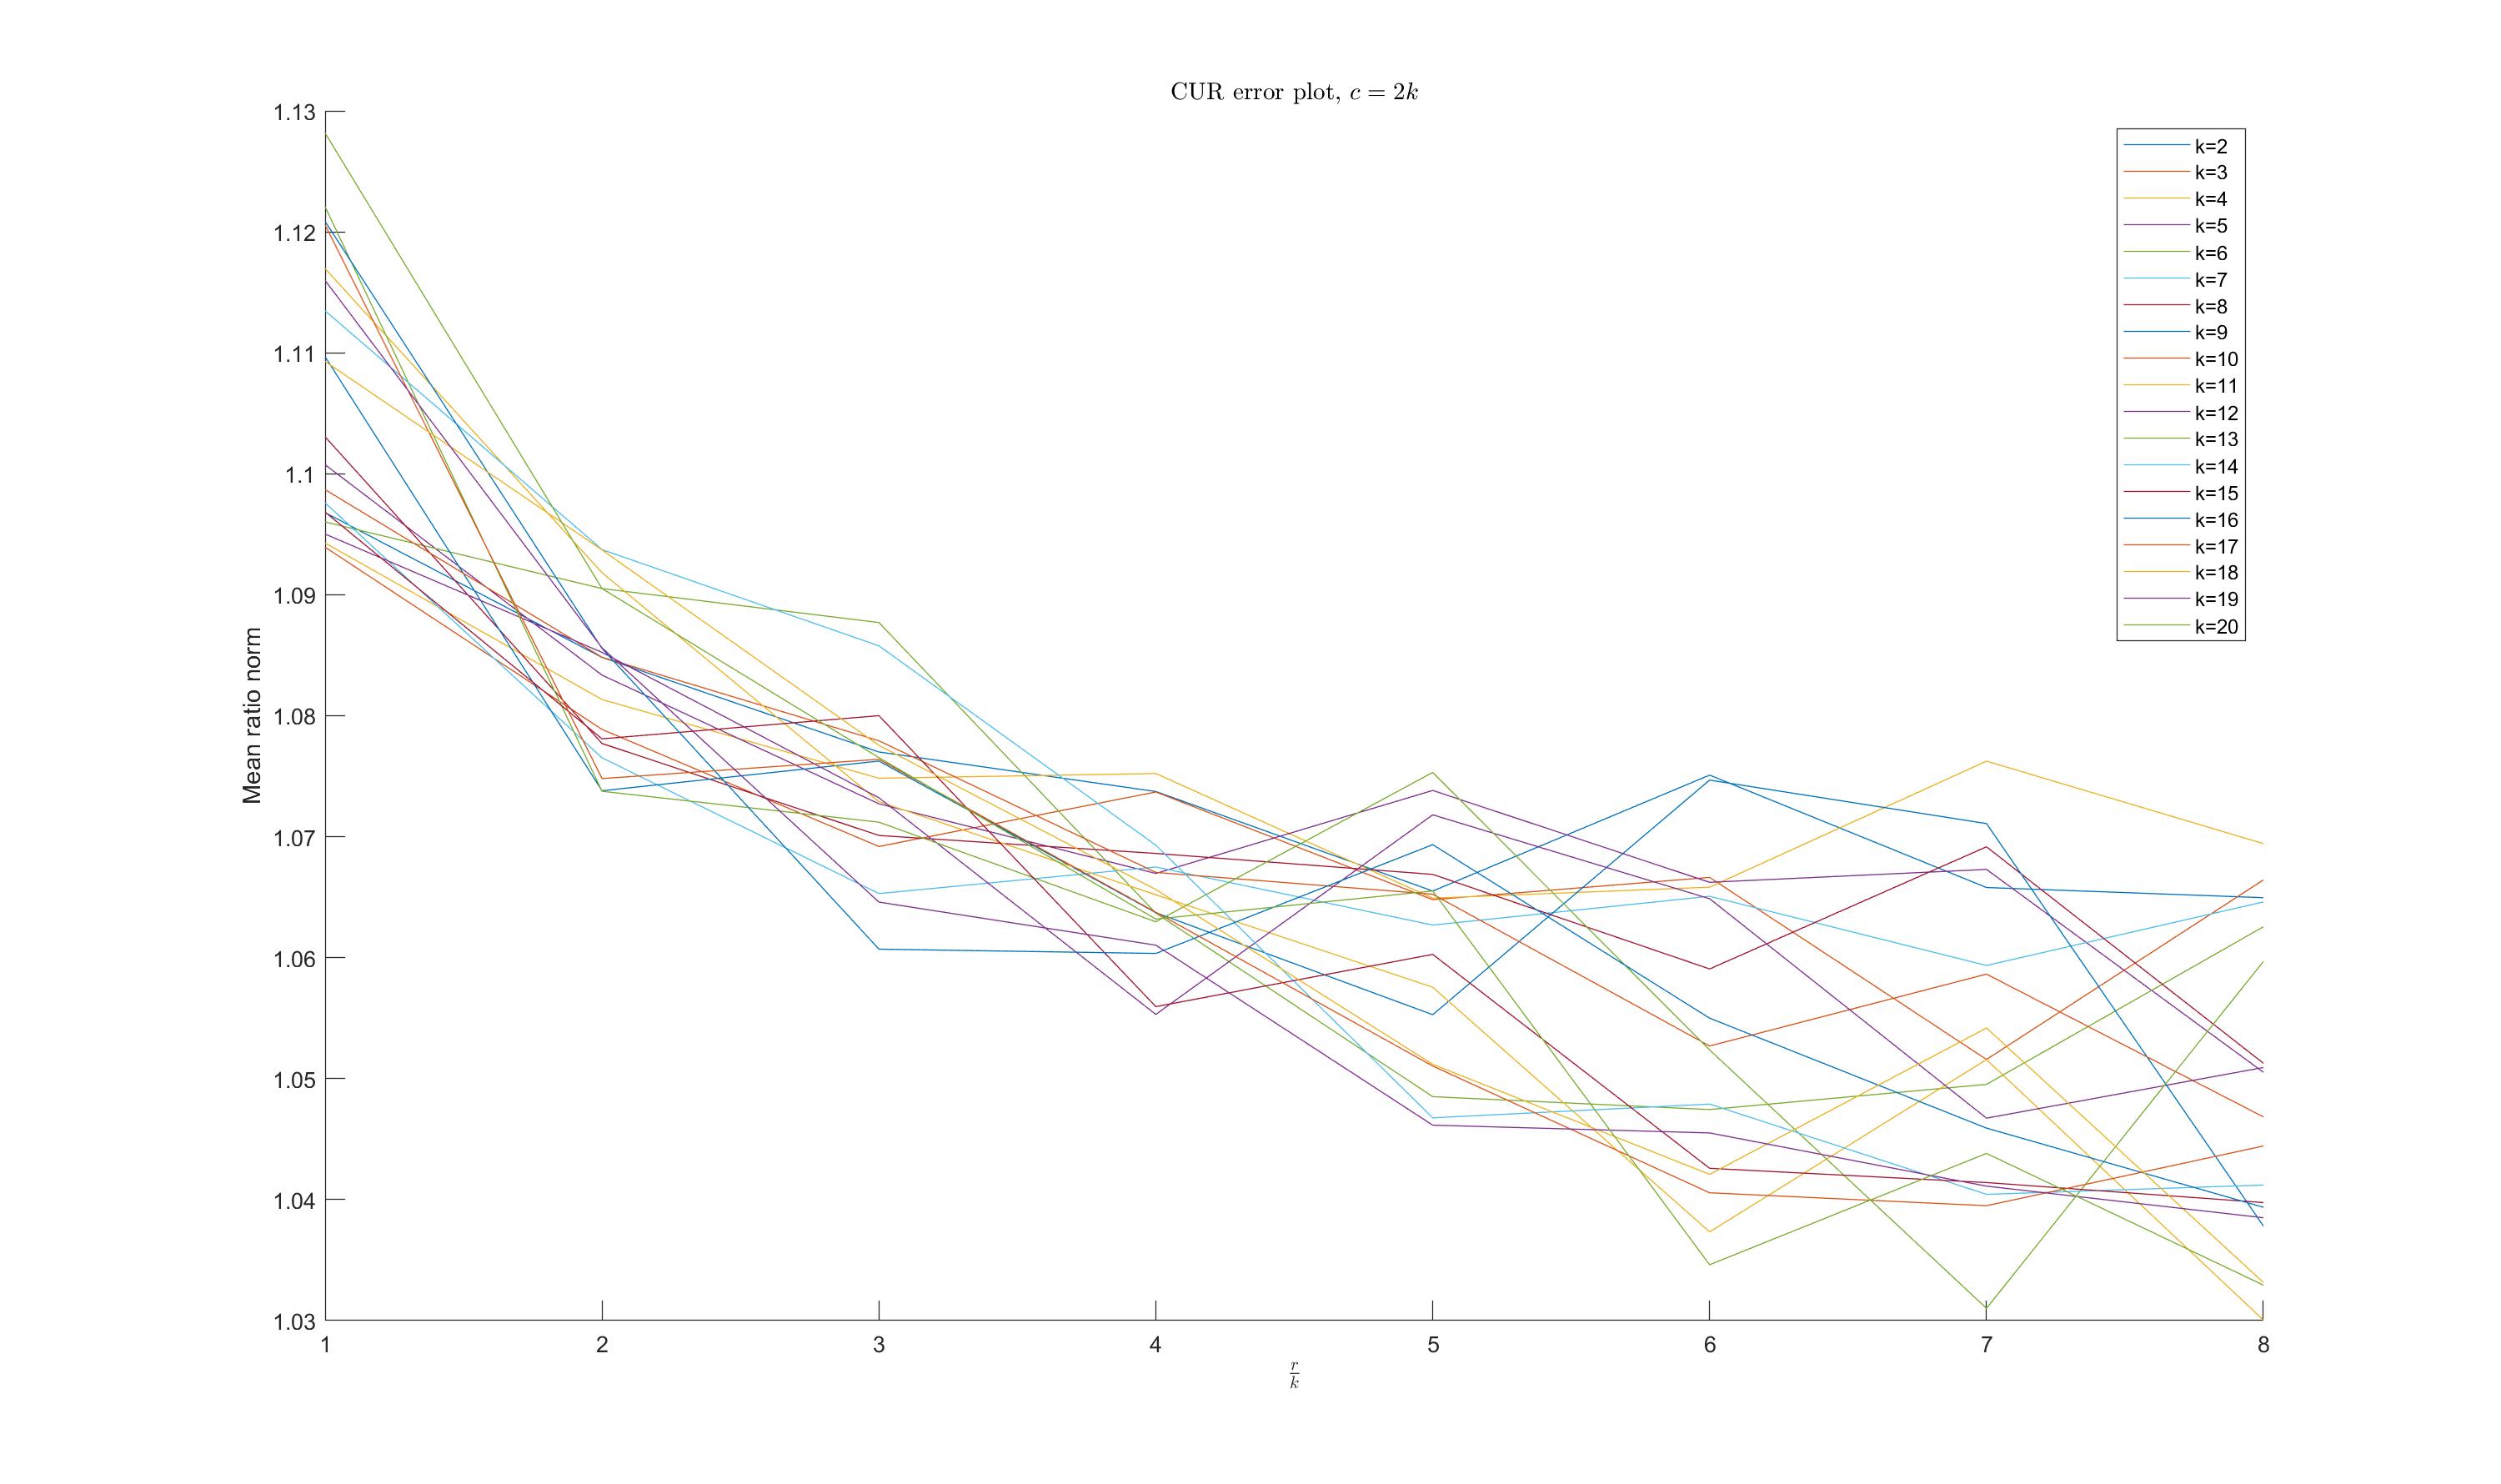 CUR error plot, c = 2k
1.13
1.12
1.11
1.1
1.09
1.08
1.07
1.06
1.05
1.04
1.03
Mean ratio norm
k=2
k=3
k=4
k=5
k=6
k=7
k=8
k=9
k=10
k=11
k=12
k=13
k=14
k=15
k=16
k=17
k=18
k=19
k=20
1 2 3 4 5 6 7 8
r
k